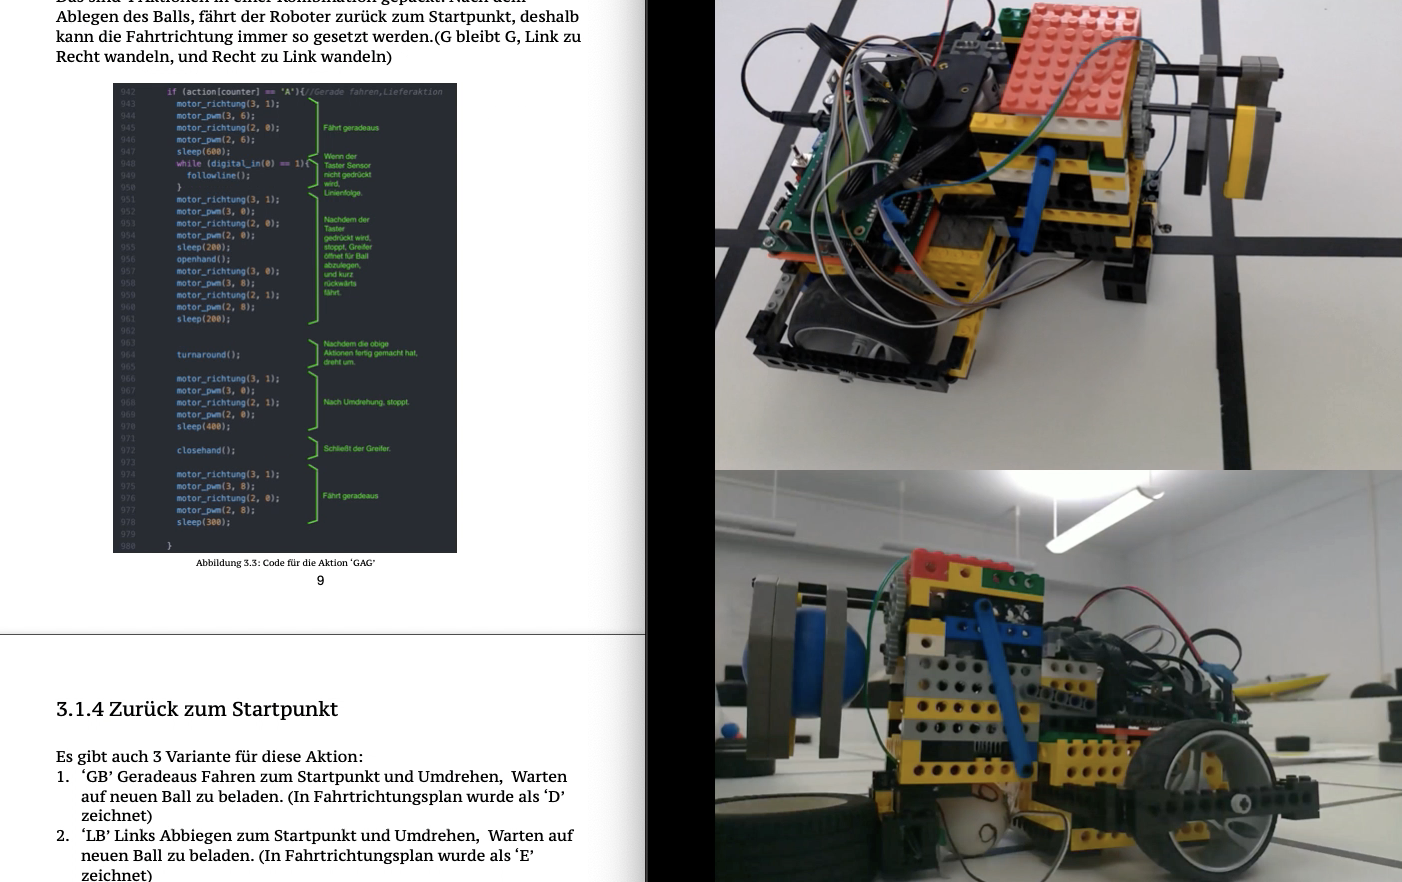 Ablegen des Balls, fährt der Roboter zurück zum Startpunkt, deshalb
kann die Fahrtrichtung immer so gesetzt werden.(G bleibt G, Link zu
Recht wandeln, und Recht zu Link wandeln)
942 if (action[counter] == 'A'){//Gerade fahren,Lieferaktion
943 motor_richtung(3, 1);
944 motor_pwm(3, 6);
945 motor_richtung(2, 0);
946 motor_pwm(2, 6);
947 sleep(600);
948 while (digital_in(0) == 1){
949 followline();
950 }
951 motor_richtung(3, 1);
952 motor_pwm(3, 0);
953 motor_richtung(2, 0);
954 motor_pwm(2, 0);
955 sleep(200);
956 openhand();
957 motor_richtung(3, 0);
958 motor_pwm(3, 8);
959 motor_richtung(2, 1);
960 motor_pwm(2, 8);
961 sleep(200);
962
963
964 turnaround();
965
966 motor_richtung(3, 1);
967 motor_pwm(3, 0);
968 motor_richtung(2, 1);
969 motor_pwm(2, 0);
970 sleep(400);
971
972 closehand();
973
974 motor_richtung(3, 1);
975 motor_pwm(3, 8);
976 motor_richtung(2, 0);
977 motor_pwm(2, 8);
978 sleep(300);
979
980 }
Fährt geradeaus
Wenn der
Taster Sensor
nicht gedrückt
wird,
Linienfolge.
Nachdem der
Taster
gedrückt wird,
stoppt, Greifer
öffnet für Ball
abzulegen,
und kurz
rückwärts
fährt.
Nachdem die obige
Aktionen fertig gemacht hat,
dreht um.
Nach Umdrehung, stoppt.
Schließt der Greifer.
Fährt geradeaus
Abbildung 3.3: Code für die Aktion 'GAG'
9
3.1.4 Zurück zum Startpunkt
Es gibt auch 3 Variante für diese Aktion:
1. 'GB' Geradeaus Fahren zum Startpunkt und Umdrehen, Warten
auf neuen Ball zu beladen. (In Fahrtrichtungsplan wurde als 'D'
zeichnet)
2. 'LB' Links Abbiegen zum Startpunkt und Umdrehen, Warten auf
neuen Ball zu beladen. (In Fahrtrichtungsplan wurde als 'E'
zeichnet)